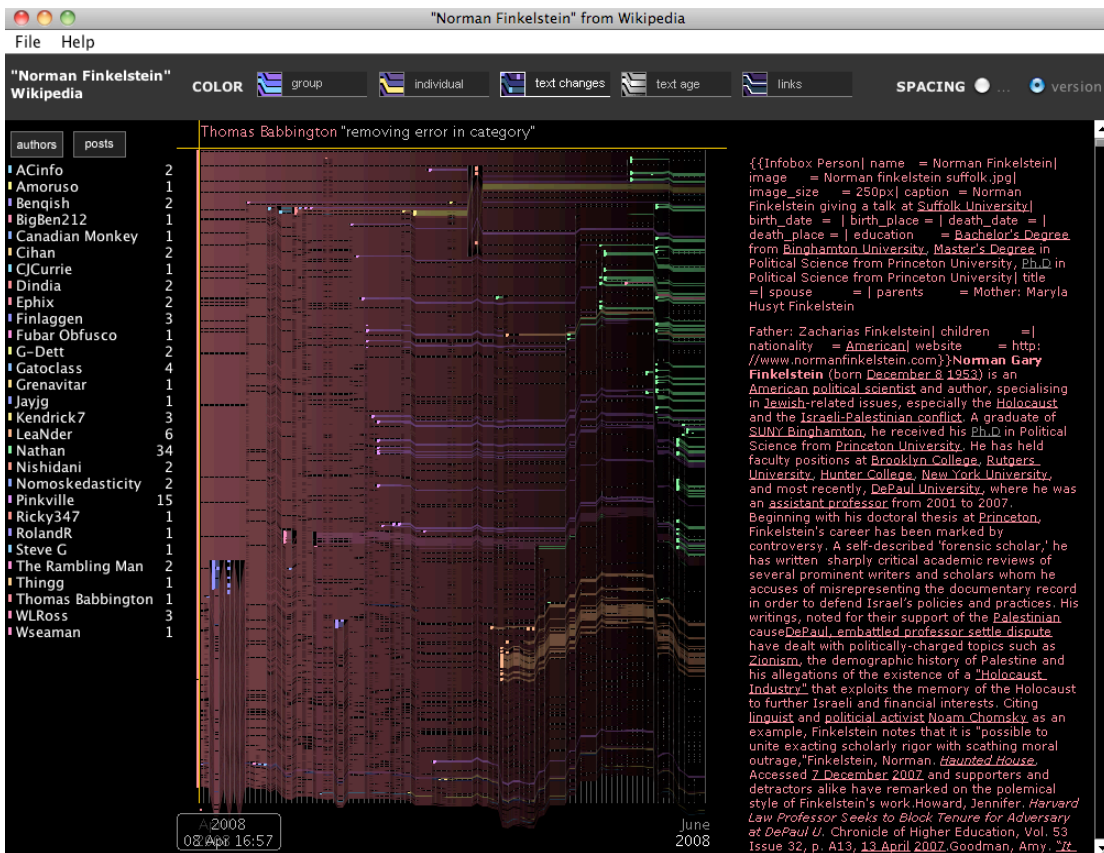 "Norman Finkelstein" from Wikipedia
File Help
"Norman Finkelstein"
Wikipedia
COLOR group individual text changes text age links SPACING ... version
authors posts
Thomas Babbington "removing error in category"
ACinfo 2
Amoruso 1
Benqish 2
BigBen212 1
Canadian Monkey 1
Cihan 2
CJCurrie 1
Dindia 2
Ephix 2
Finlaggen 3
Fubar Obfusco 1
G-Dett 2
Gatoclass 4
Grenavitar 1
Jayjg 1
Kendrick7 3
LeaNder 6
Nathan 34
Nishidani 2
Nomoskedasticity 2
Pinkville 15
Ricky347 1
RolandR 1
Steve G 1
The Rambling Man 2
Thingg 1
Thomas Babbington 1
WLRoss 3
Wseaman 1
2008
08 Apr 16:57
June
2008
{{Infobox Person| name = Norman Finkelstein|
image = Norman finkelstein suffolk.jpg|
image_size = 250px| caption = Norman
Finkelstein giving a talk at Suffolk University|
birth_date = | birth_place = | death_date = |
death_place = | education = Bachelor's Degree
from Binghamton University, Master's Degree in
Political Science from Princeton University, Ph.D in
Political Science from Princeton University| title
=| spouse = | parents = Mother: Maryla
Husyt Finkelstein
Father: Zacharias Finkelstein| children =|
nationality = American| website = http:
//www.normanfinkelstein.com}}Norman Gary
Finkelstein (born December 8 1953) is an
American political scientist and author, specialising
in Jewish-related issues, especially the Holocaust
and the Israeli-Palestinian conflict. A graduate of
SUNY Binghamton, he received his Ph.D in Political
Science from Princeton University. He has held
faculty positions at Brooklyn College, Rutgers
University, Hunter College, New York University,
and most recently, DePaul University, where he was
an assistant professor from 2001 to 2007.
Beginning with his doctoral thesis at Princeton,
Finkelstein's career has been marked by
controversy. A self-described 'forensic scholar,' he
has written sharply critical academic reviews of
several prominent writers and scholars whom he
accuses of misrepresenting the documentary record
in order to defend Israel's policies and practices. His
writings, noted for their support of the Palestinian
causeDePaul, embattled professor settle dispute
have dealt with politically-charged topics such as
Zionism, the demographic history of Palestine and
his allegations of the existence of a "Holocaust
Industry" that exploits the memory of the Holocaust
to further Israeli and financial interests. Citing
linguist and political activist Noam Chomsky as an
example, Finkelstein notes that it is "possible to
unite exacting scholarly rigor with scathing moral
outrage,"Finkelstein, Norman. Haunted House,
Accessed 7 December 2007 and supporters and
detractors alike have remarked on the polemical
style of Finkelstein's work.Howard, Jennifer. Harvard
Law Professor Seeks to Block Tenure for Adversary
at DePaul U. Chronicle of Higher Education, Vol. 53
Issue 32, p. A13, 13 April 2007.Goodman, Amy. "It